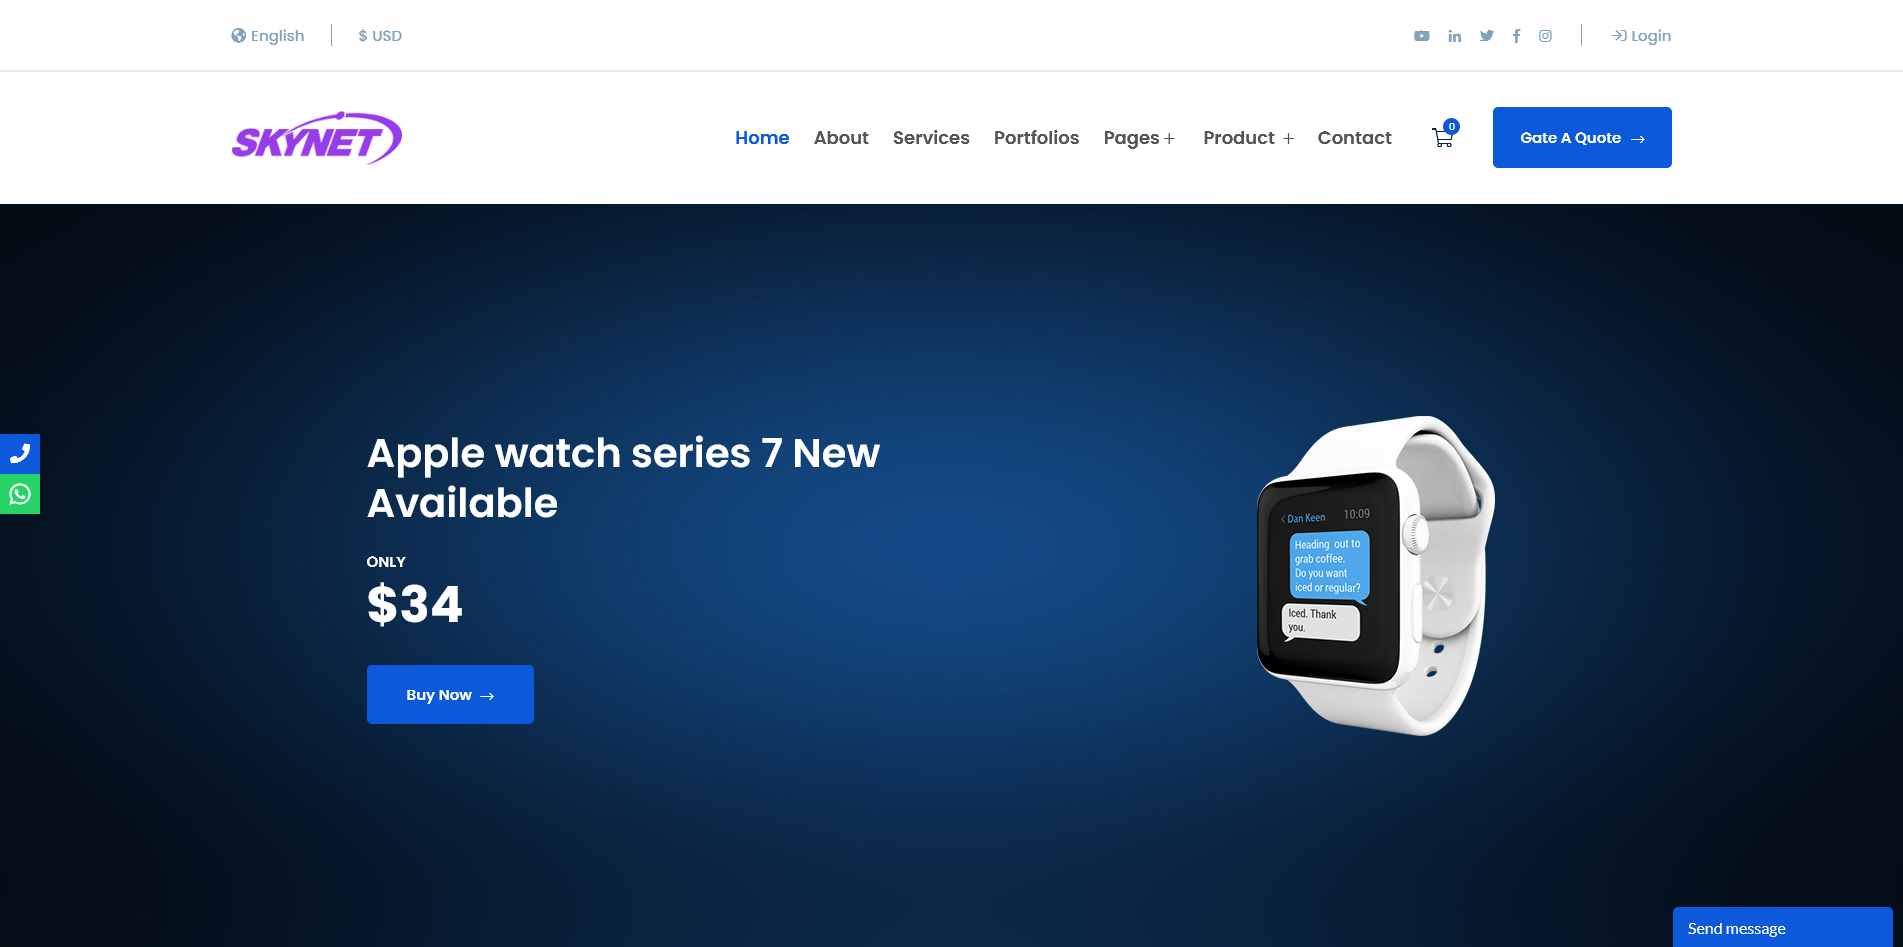 English
$ USD
Login
SKYNET
Home
About
Services
Portfolios
Pages +
Product +
Contact
0
Gate A Quote →
Apple watch series 7 New
Available
ONLY
$34
Buy Now →
< Dan Keen 10:09
Heading out to
grab coffee.
Do you want
iced or regular?
Iced. Thank
you.
Send message